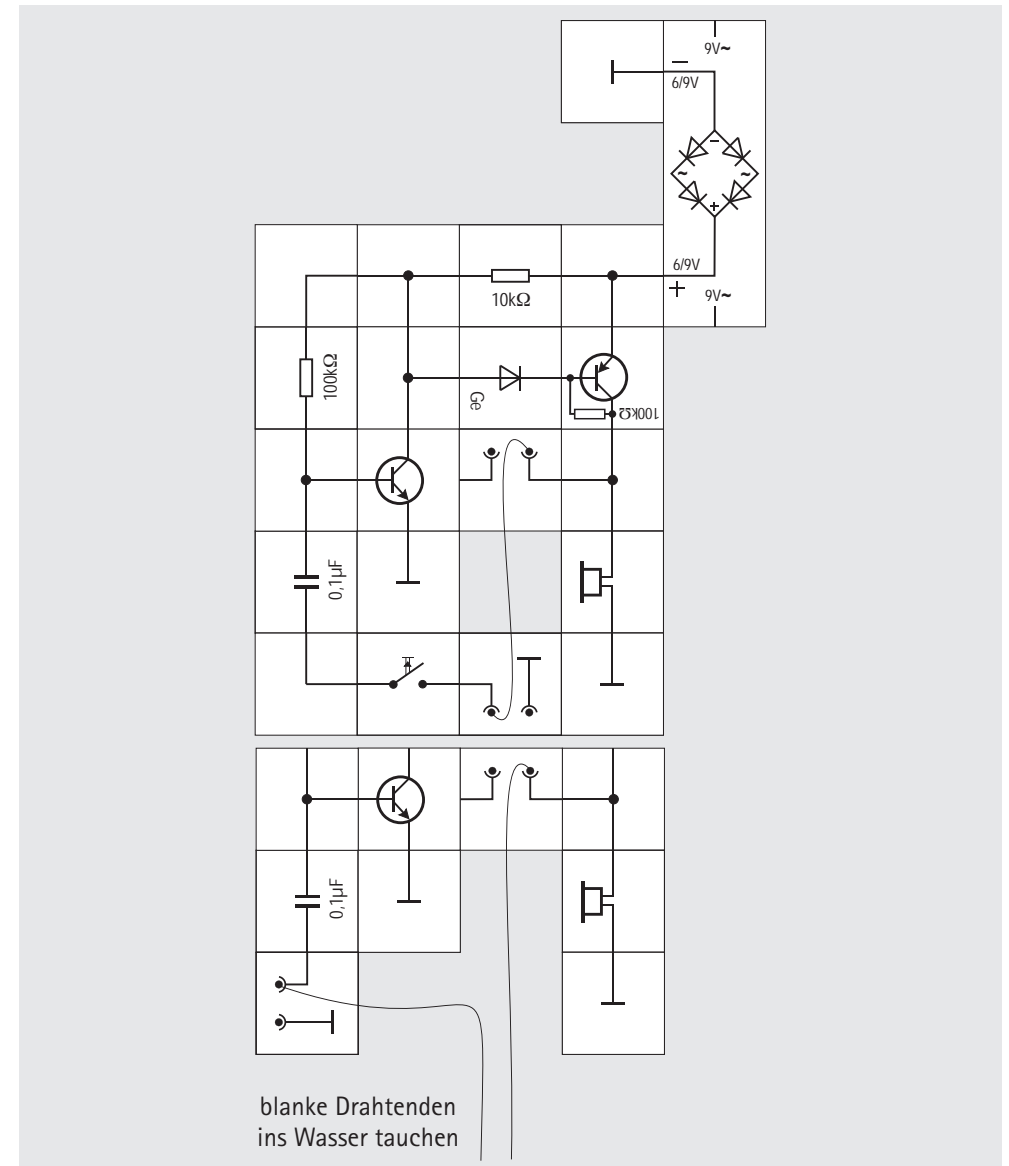 9V~
−
6/9V
−
~
~
+
6/9V
+
9V~
10kΩ
100kΩ
Ge
100kΩ
0,1µF
0,1µF
blanke Drahtenden
ins Wasser tauchen